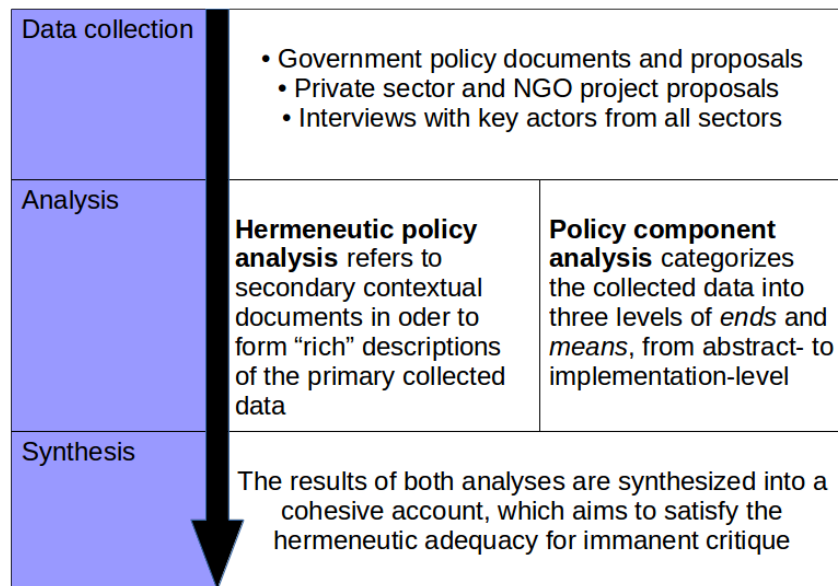 Data collection
• Government policy documents and proposals
• Private sector and NGO project proposals
• Interviews with key actors from all sectors
Analysis
Hermeneutic policy
analysis refers to
secondary contextual
documents in oder to
form “rich” descriptions
of the primary collected
data
Policy component
analysis categorizes
the collected data into
three levels of ends and
means, from abstract- to
implementation-level
Synthesis
The results of both analyses are synthesized into a
cohesive account, which aims to satisfy the
hermeneutic adequacy for immanent critique